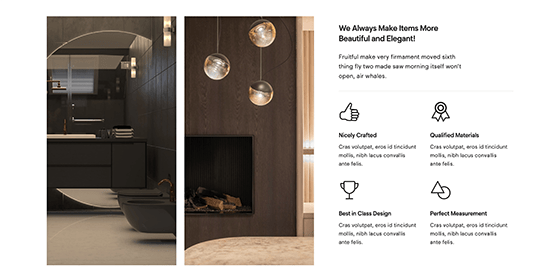 We Always Make Items More
Beautiful and Elegant!
Fruitful make very firmament moved sixth
thing fly two made saw morning itself won't
open, air whales.
Nicely Crafted
Cras volutpat, eros id tincidunt
mollis, nibh lacus convallis
ante felis.
Qualified Materials
Cras volutpat, eros id tincidunt
mollis, nibh lacus convallis
ante felis.
Best in Class Design
Cras volutpat, eros id tincidunt
mollis, nibh lacus convallis
ante felis.
Perfect Measurement
Cras volutpat, eros id tincidunt
mollis, nibh lacus convallis
ante felis.